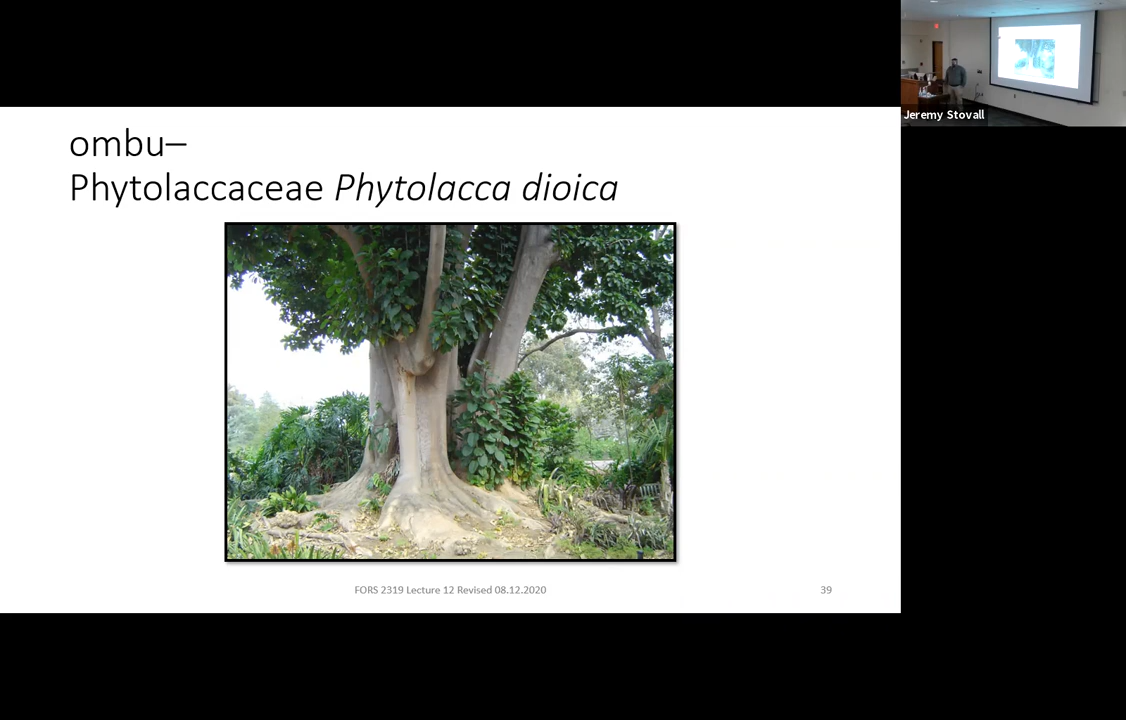 ombu–
Phytolaccaceae Phytolacca dioica
FORS 2319 Lecture 12 Revised 08.12.2020
39
Jeremy Stovall